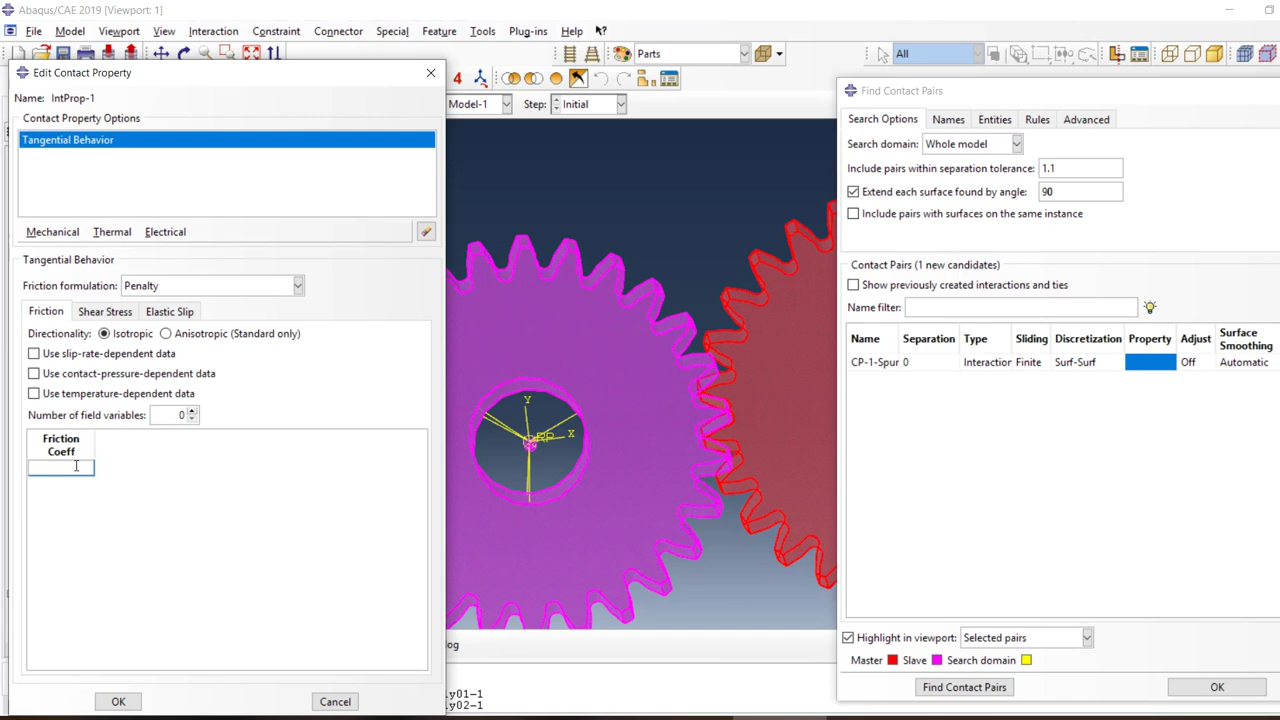 Abaqus/CAE 2019 [Viewport: 1]
File Model Viewport View Interaction Constraint Connector Special Feature Tools Plug-ins Help
Parts
All
Edit Contact Property
Model-1 Step: Initial
Name: IntProp-1
Contact Property Options
Tangential Behavior
Mechanical Thermal Electrical
Tangential Behavior
Friction formulation: Penalty
Friction Shear Stress Elastic Slip
Directionality: Isotropic Anisotropic (Standard only)
Use slip-rate-dependent data
Use contact-pressure-dependent data
Use temperature-dependent data
Number of field variables: 0
Friction
Coeff
OK Cancel
4
Y
X
RP
Find Contact Pairs
Search Options Names Entities Rules Advanced
Search domain: Whole model
Include pairs within separation tolerance: 1.1
Extend each surface found by angle: 90
Include pairs with surfaces on the same instance
Contact Pairs (1 new candidates)
Show previously created interactions and ties
Name filter:
Name Separation Type Sliding Discretization Property Adjust Surface
Smoothing
CP-1-Spur 0 Interaction Finite Surf-Surf Off Automatic
Highlight in viewport: Selected pairs
Master Slave Search domain
Find Contact Pairs OK
og
y01-1
y02-1